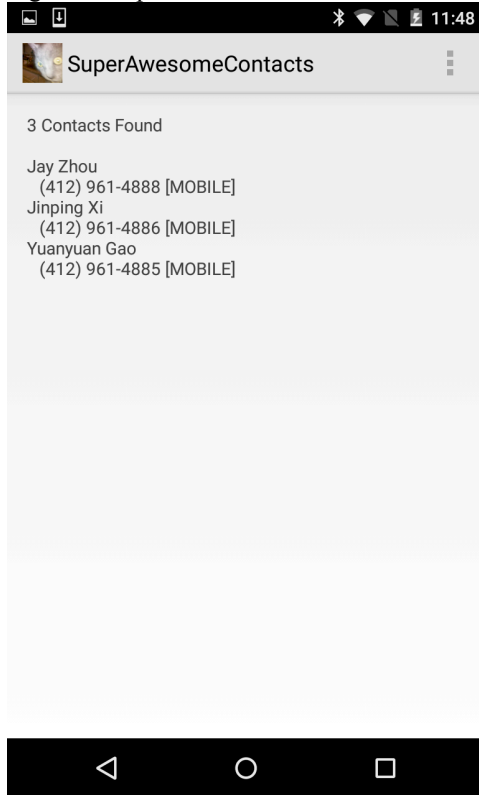 11:48
SuperAwesomeContacts
3 Contacts Found
Jay Zhou
(412) 961-4888 [MOBILE]
Jinping Xi
(412) 961-4886 [MOBILE]
Yuanyuan Gao
(412) 961-4885 [MOBILE]